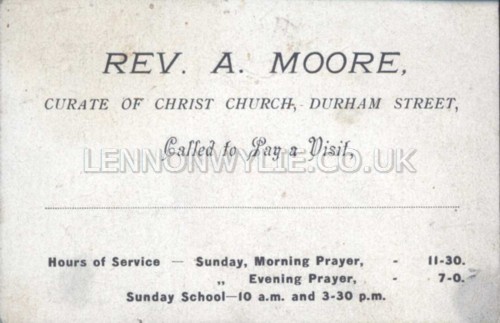 REV. A. MOORE,
CURATE OF CHRIST CHURCH, DURHAM STREET,
Called to Pay a Visit.
LENNONWYLIE.CO.UK
Hours of Service — Sunday, Morning Prayer, - 11-30.
„ Evening Prayer, - 7-0.
Sunday School—10 a.m. and 3-30 p.m.